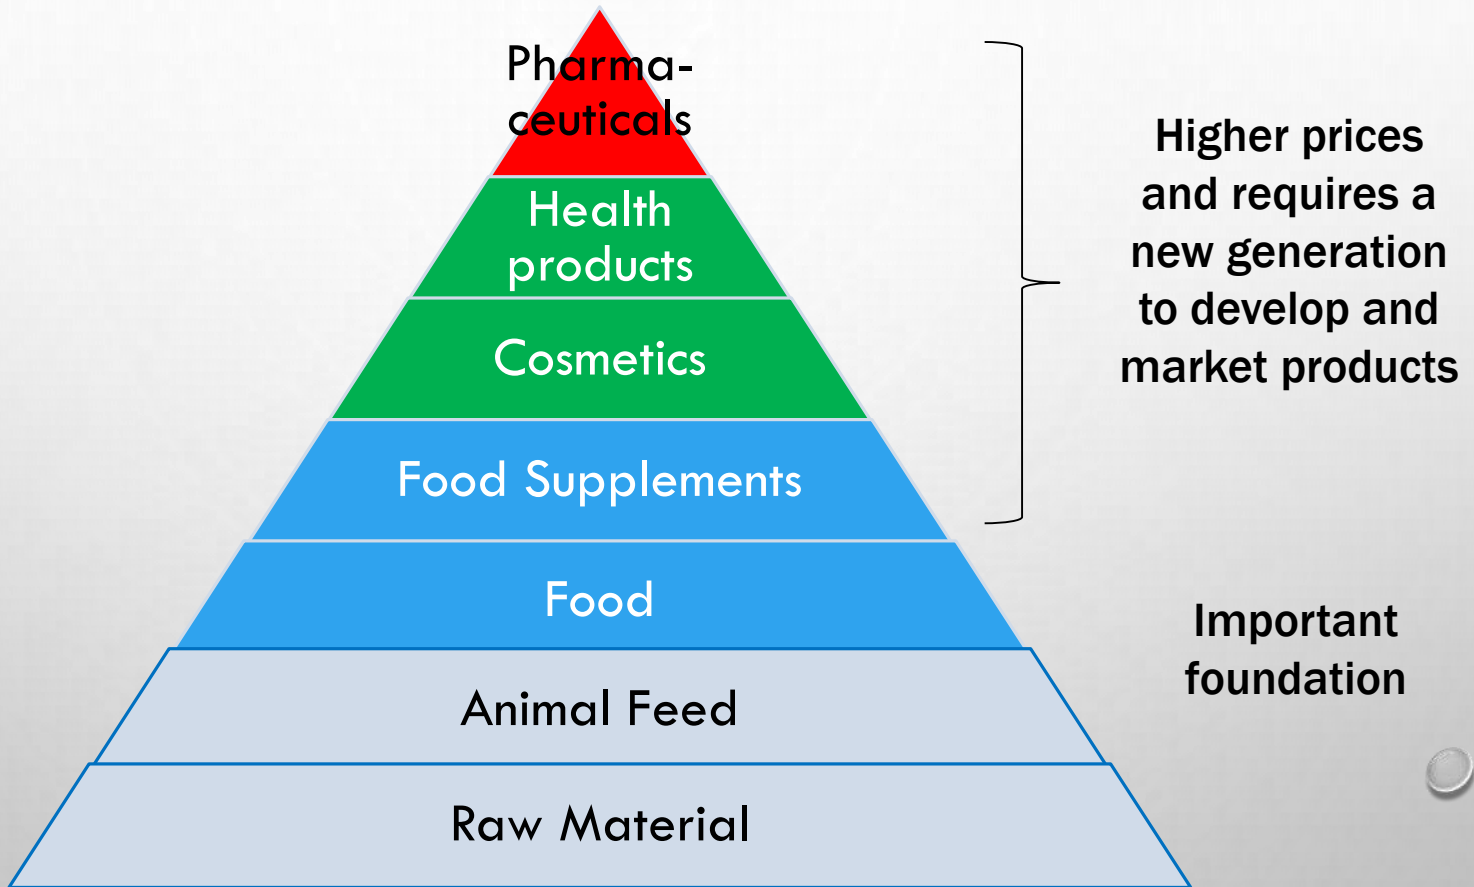 Pharma-
ceuticals
Health
products
Cosmetics
Food Supplements
Food
Animal Feed
Raw Material
Higher prices
and requires a
new generation
to develop and
market products
Important
foundation